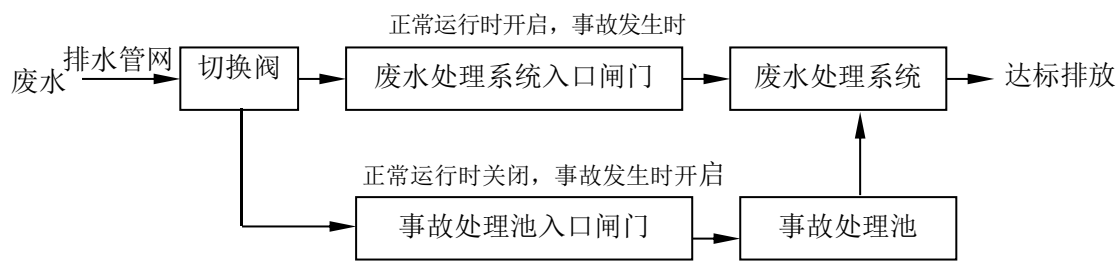 正常运行时开启，事故发生时
废水
排水管网
切换阀
废水处理系统入口闸门
废水处理系统
达标排放
正常运行时关闭，事故发生时开启
事故处理池入口闸门
事故处理池